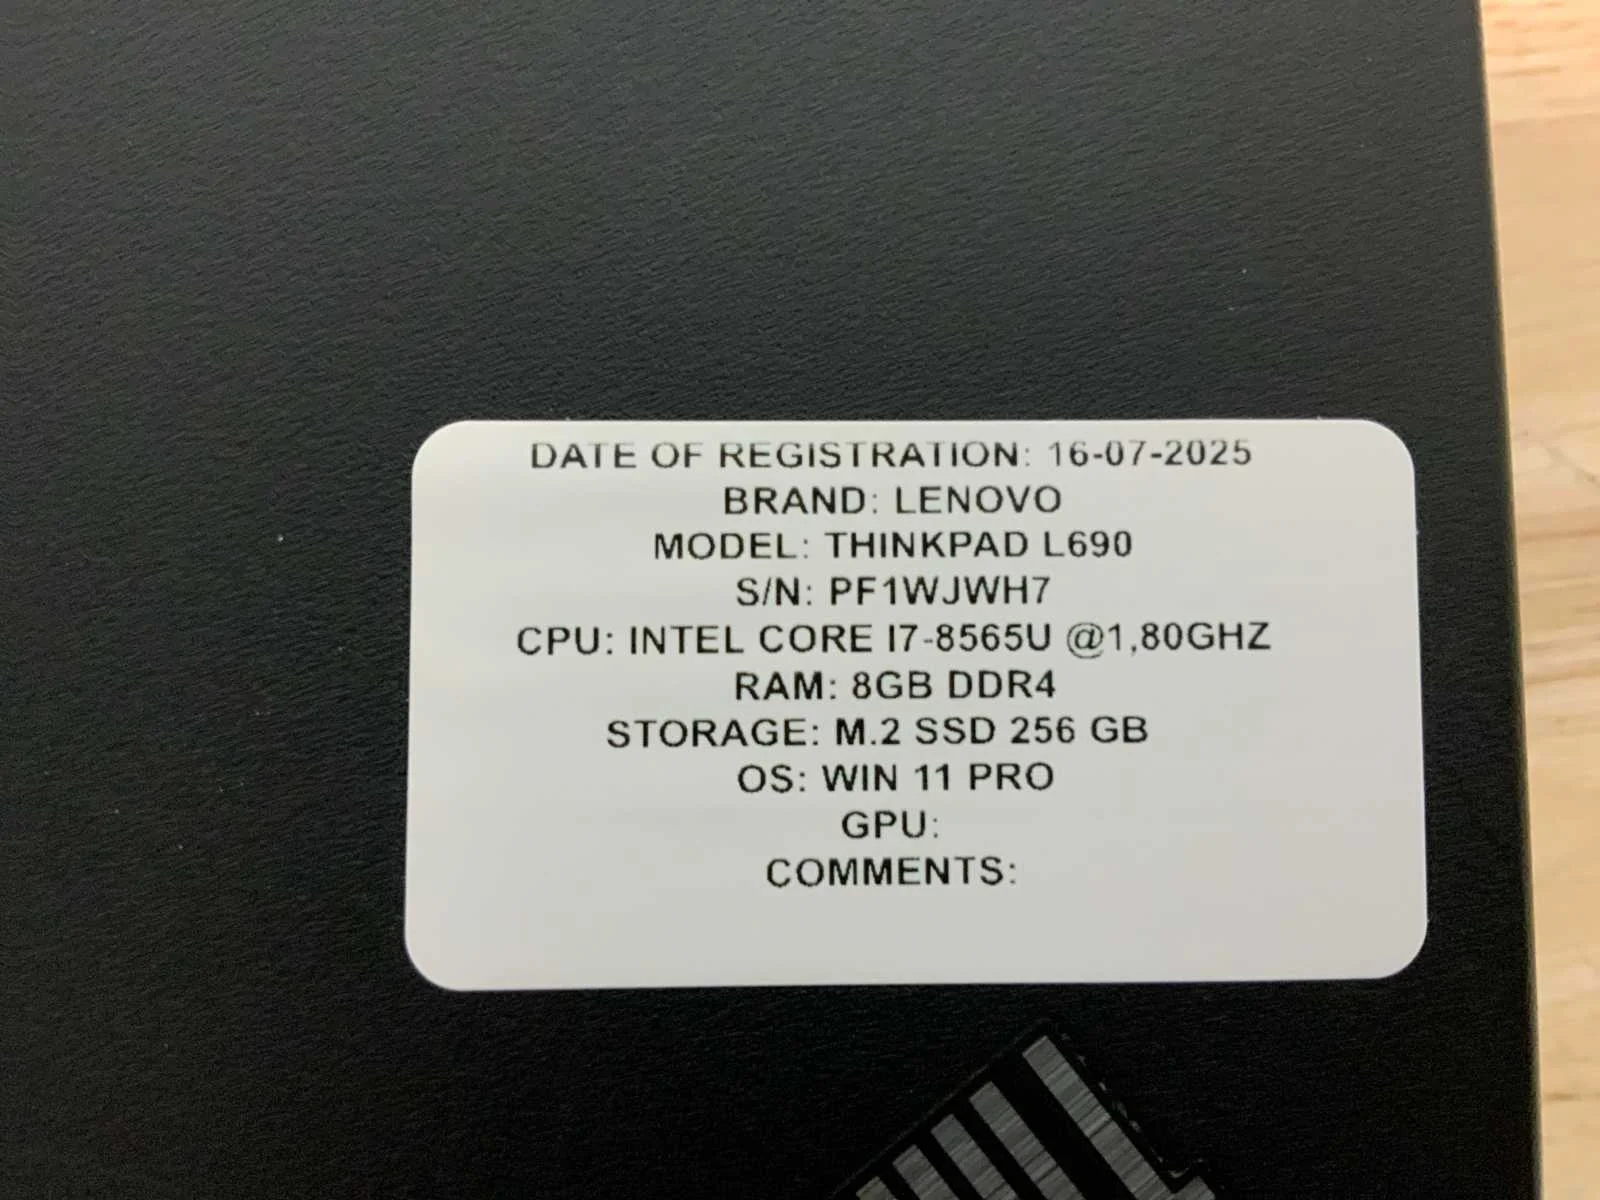 DATE OF REGISTRATION: 16-07-2025
BRAND: LENOVO
MODEL: THINKPAD L690
S/N: PF1WJWH7
CPU: INTEL CORE I7-8565U @1,80GHZ
RAM: 8GB DDR4
STORAGE: M.2 SSD 256 GB
OS: WIN 11 PRO
GPU:
COMMENTS: